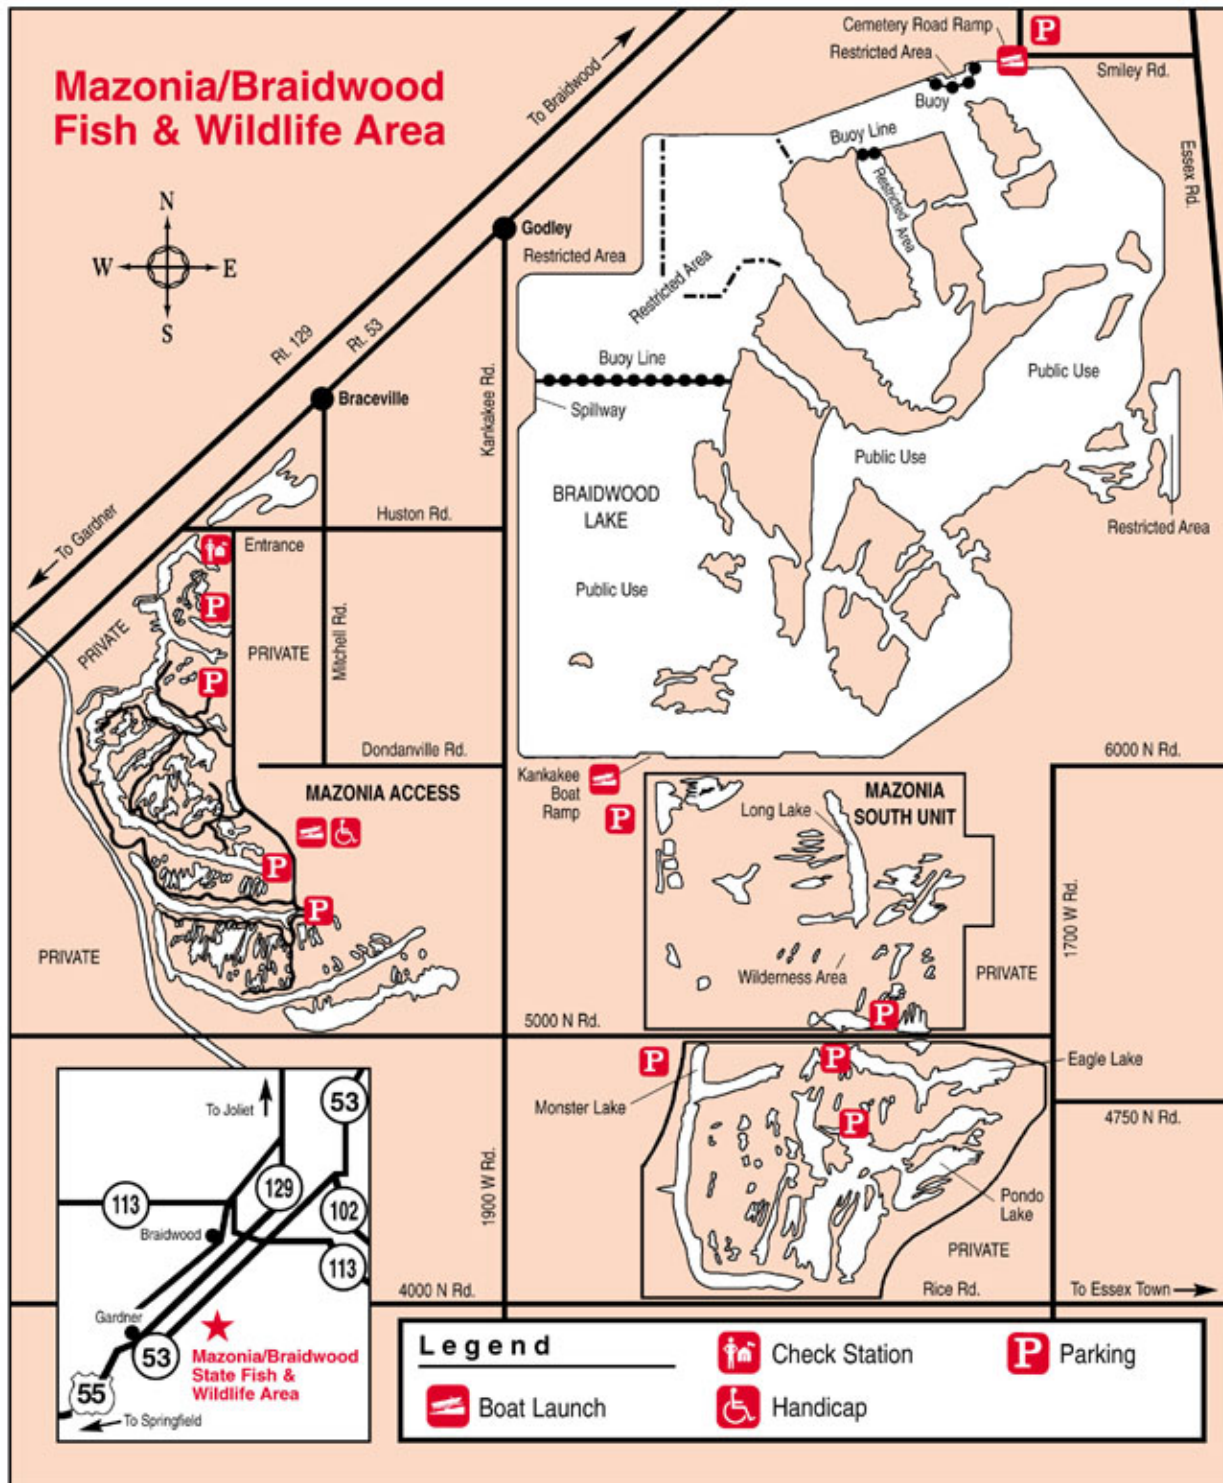 Mazonia/Braidwood
Fish & Wildlife Area
N
W
E
S
To Braidwood
Cemetery Road Ramp
P
Restricted Area
Smiley Rd.
Buoy
Buoy Line
Restricted Area
Essex Rd.
Godley
Restricted Area
Restricted Area
Rt. 129
Rt. 53
Kankakee Rd.
Buoy Line
Spillway
Public Use
Braceville
Public Use
BRAIDWOOD
LAKE
Huston Rd.
Restricted Area
To Gardner
Entrance
P
Public Use
PRIVATE
PRIVATE
Mitchell Rd.
P
Dondanville Rd.
6000 N Rd.
Kankakee
Boat
Ramp
P
MAZONIA ACCESS
MAZONIA
SOUTH UNIT
Long Lake
P
P
1700 W Rd.
PRIVATE
Wilderness Area
PRIVATE
P
5000 N Rd.
P
P
Eagle Lake
Monster Lake
P
4750 N Rd.
1900 W Rd.
Pondo
Lake
PRIVATE
4000 N Rd.
Rice Rd.
To Essex Town
To Joliet
53
113
129
102
Braidwood
113
Gardner
53
Mazonia/Braidwood
State Fish &
Wildlife Area
55
To Springfield
Legend
Check Station
P Parking
Boat Launch
Handicap